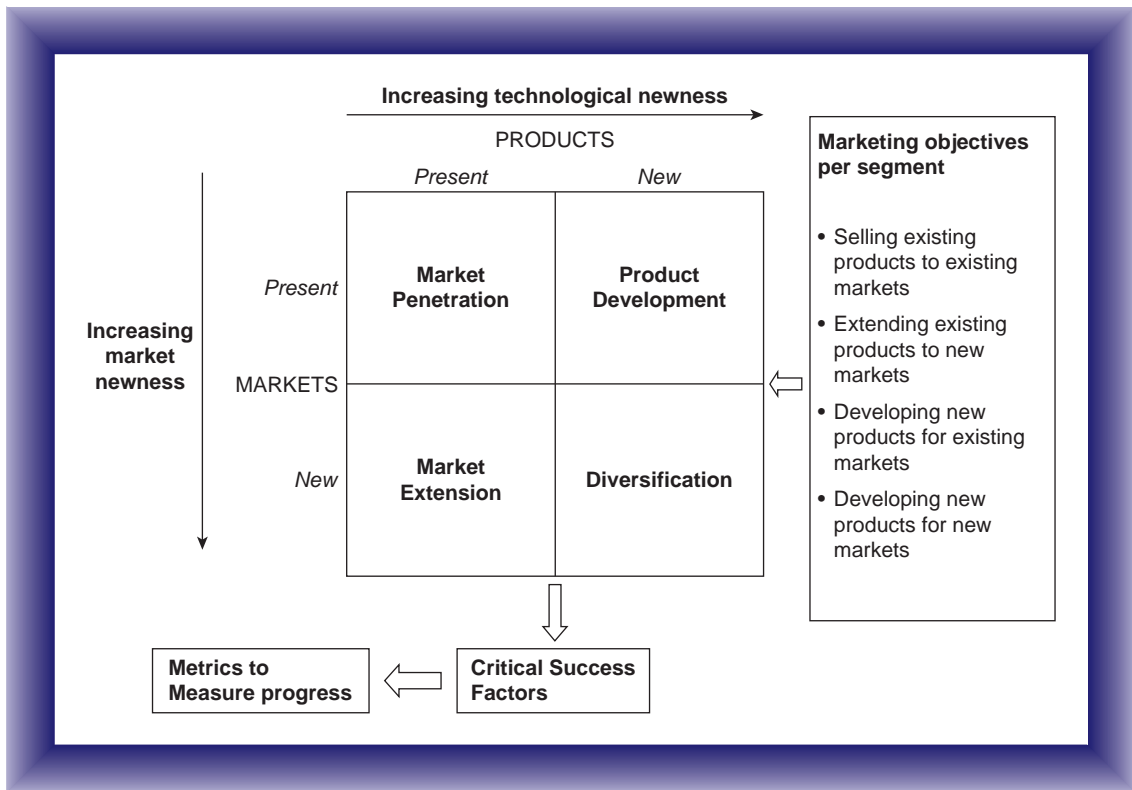 Increasing technological newness
PRODUCTS
Present
New
Increasing
market
newness
Present
MARKETS
New
Market
Penetration
Product
Development
Market
Extension
Diversification
Marketing objectives
per segment
• Selling existing
products to existing
markets
• Extending existing
products to new
markets
• Developing new
products for existing
markets
• Developing new
products for new
markets
Metrics to
Measure progress
Critical Success
Factors